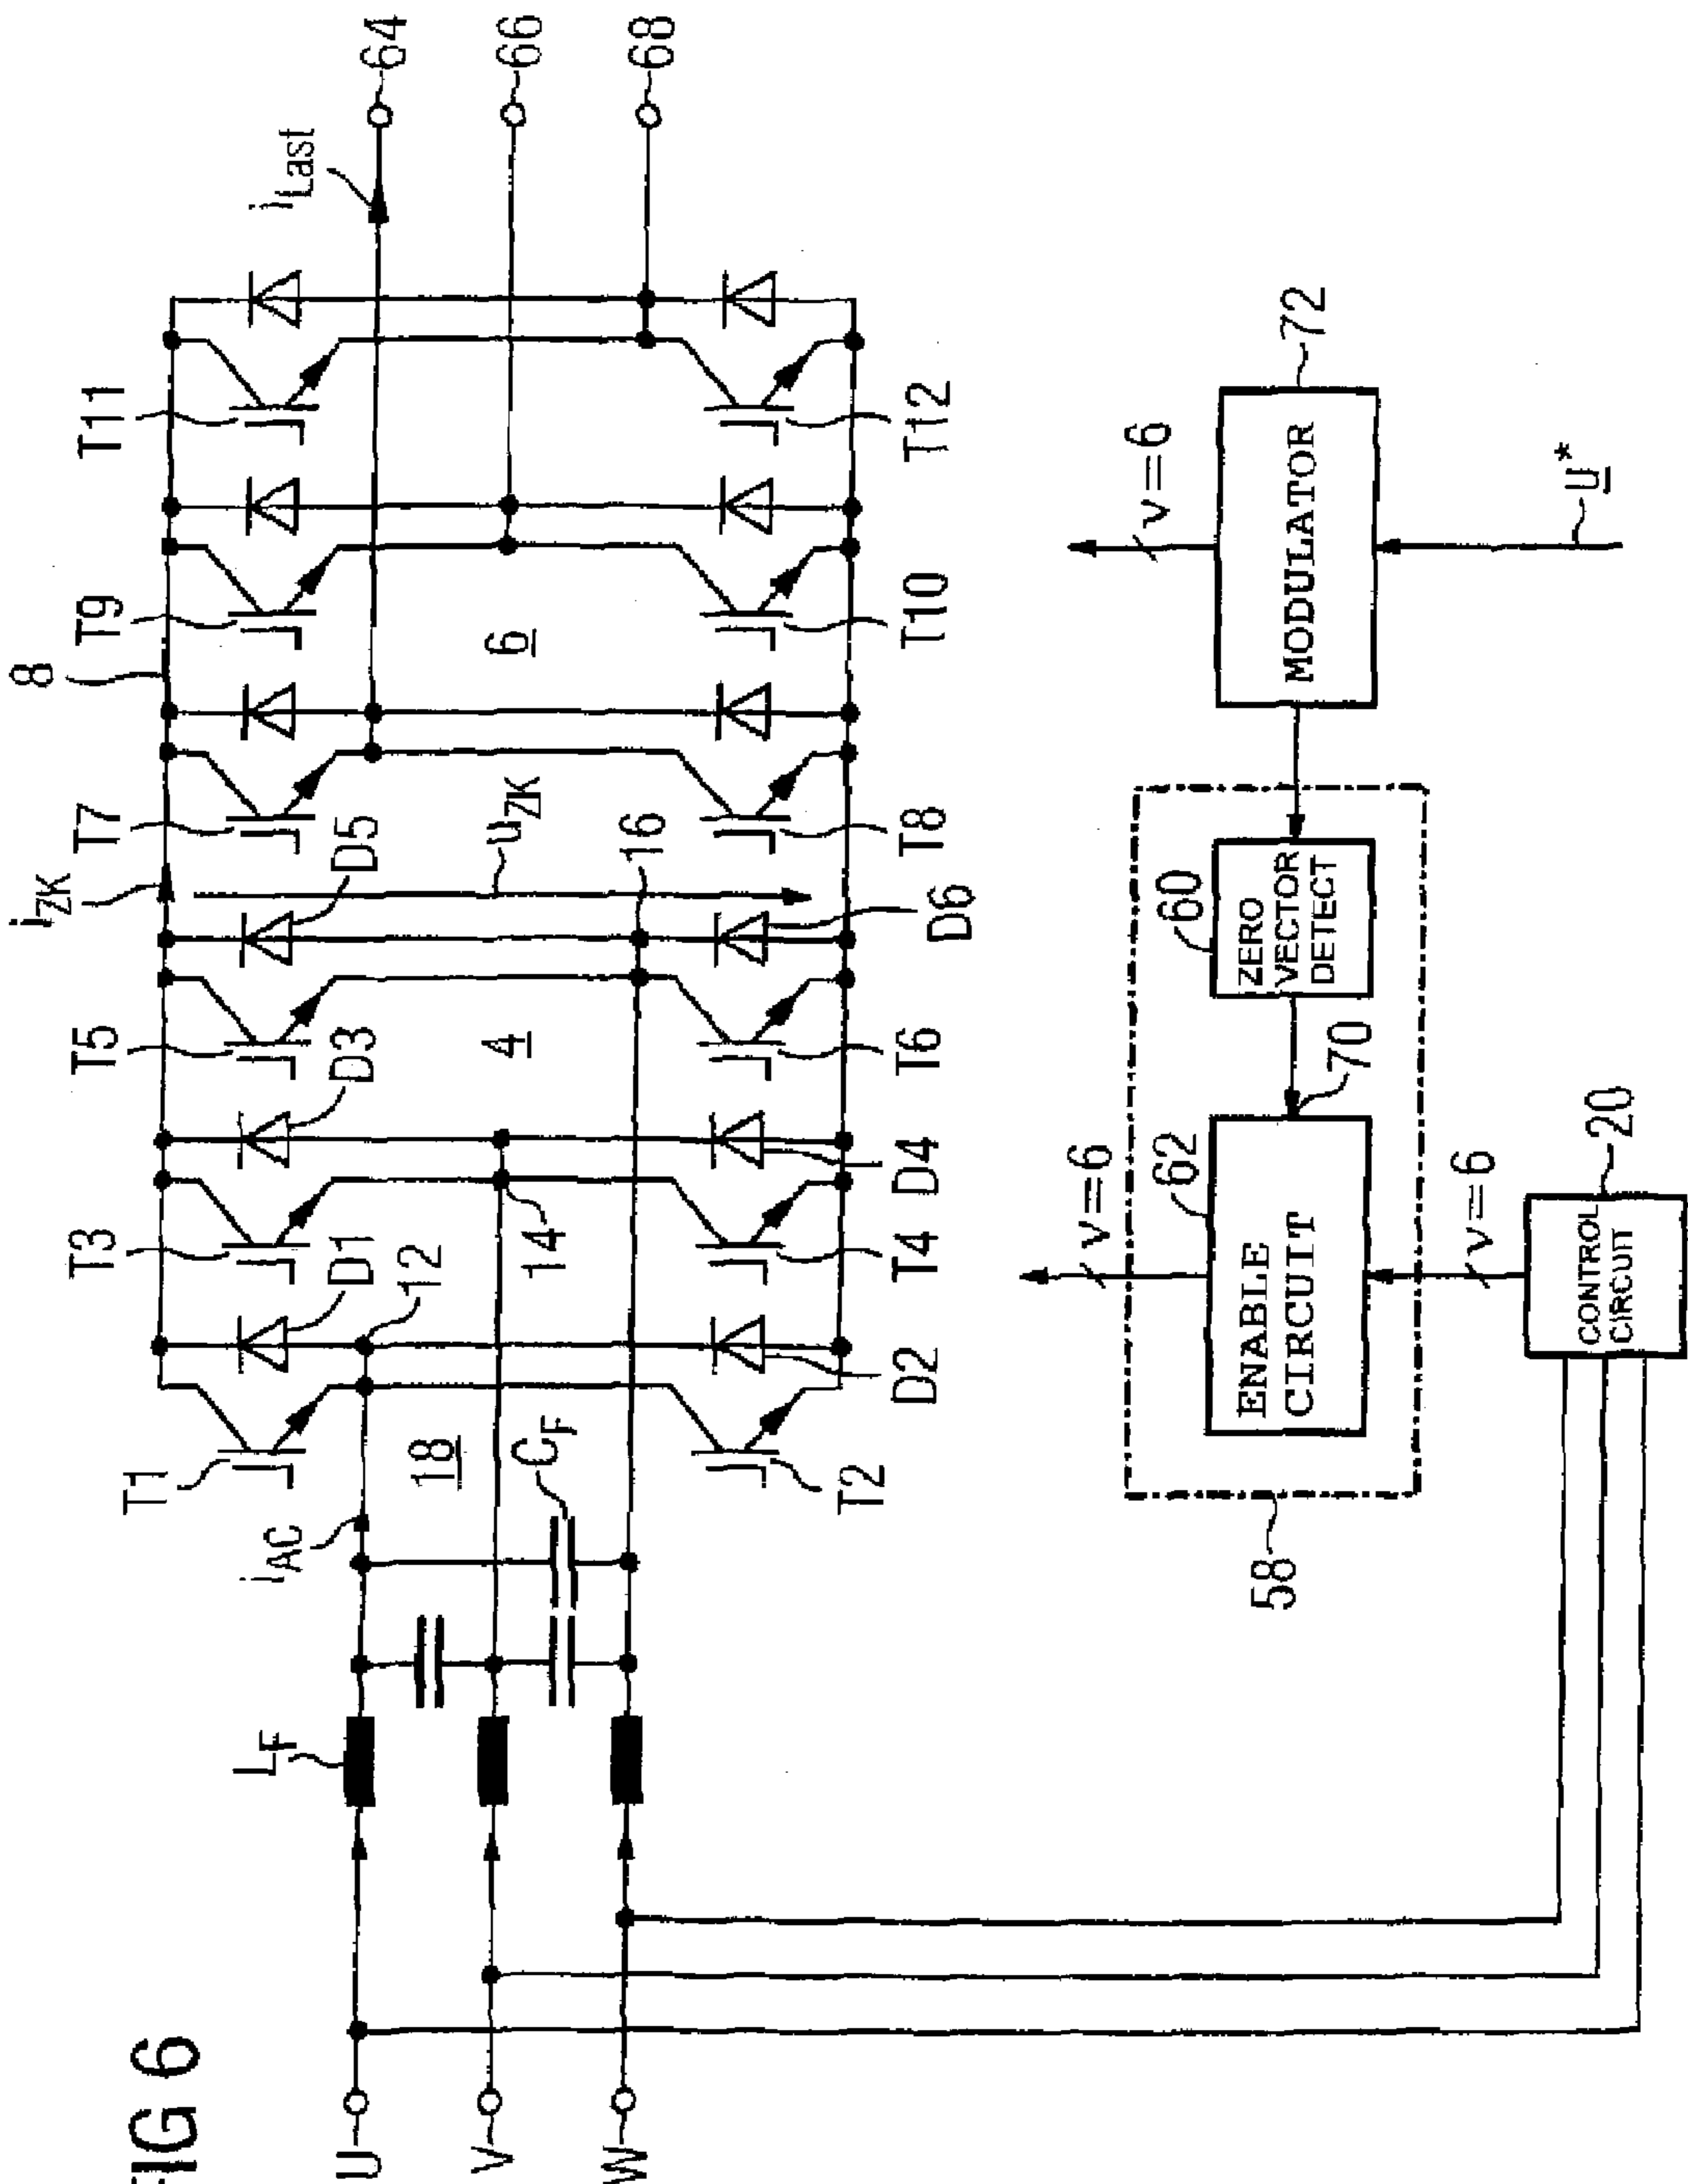 FIG 6
8
i_ZK
T1
T3
T5
T7
T9
T11
D1
D3
D5
i_Last
L_F
i_AC
12
64
U
18
4
u_ZK
6
66
V
14
C_F
16
68
W
T2
D2
T4
D4
T6
D6
T8
T10
T12
ν=6
ν=6
58
62
ENABLE
CIRCUIT
70
60
ZERO
VECTOR
DETECT
MODULATOR
72
ν=6
u*
CONTROL
CIRCUIT
20